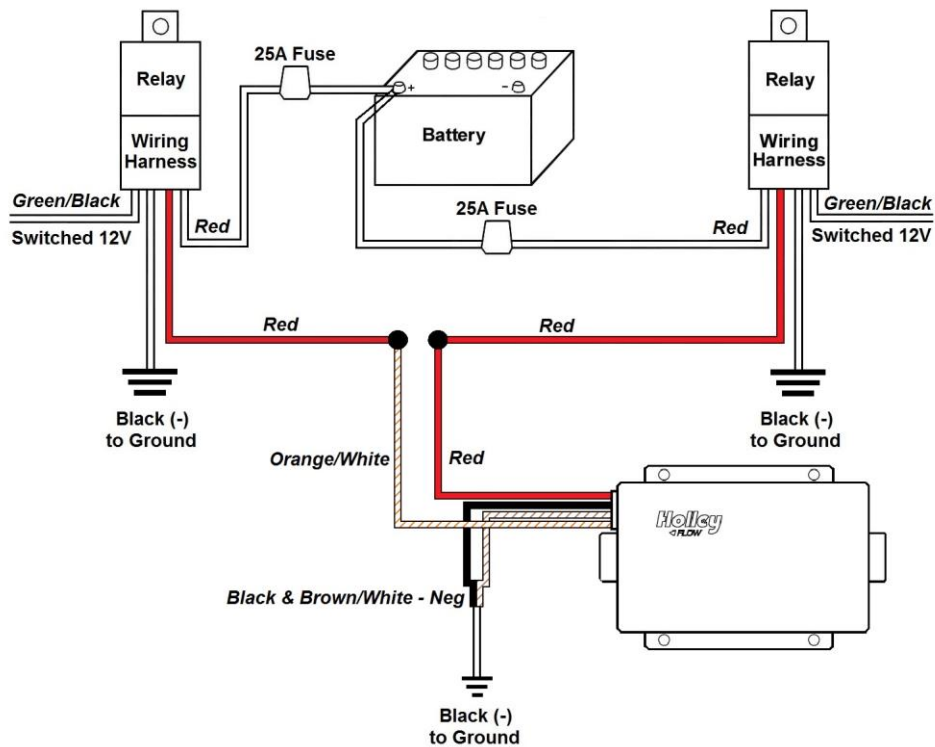 25A Fuse
Relay
Wiring
Harness
+
-
Battery
Relay
Wiring
Harness
Green/Black
Switched 12V
Red
25A Fuse
Red
Green/Black
Switched 12V
Red
Red
Black (-)
to Ground
Black (-)
to Ground
Orange/White
Red
Holley
FLOW
Black & Brown/White - Neg
Black (-)
to Ground